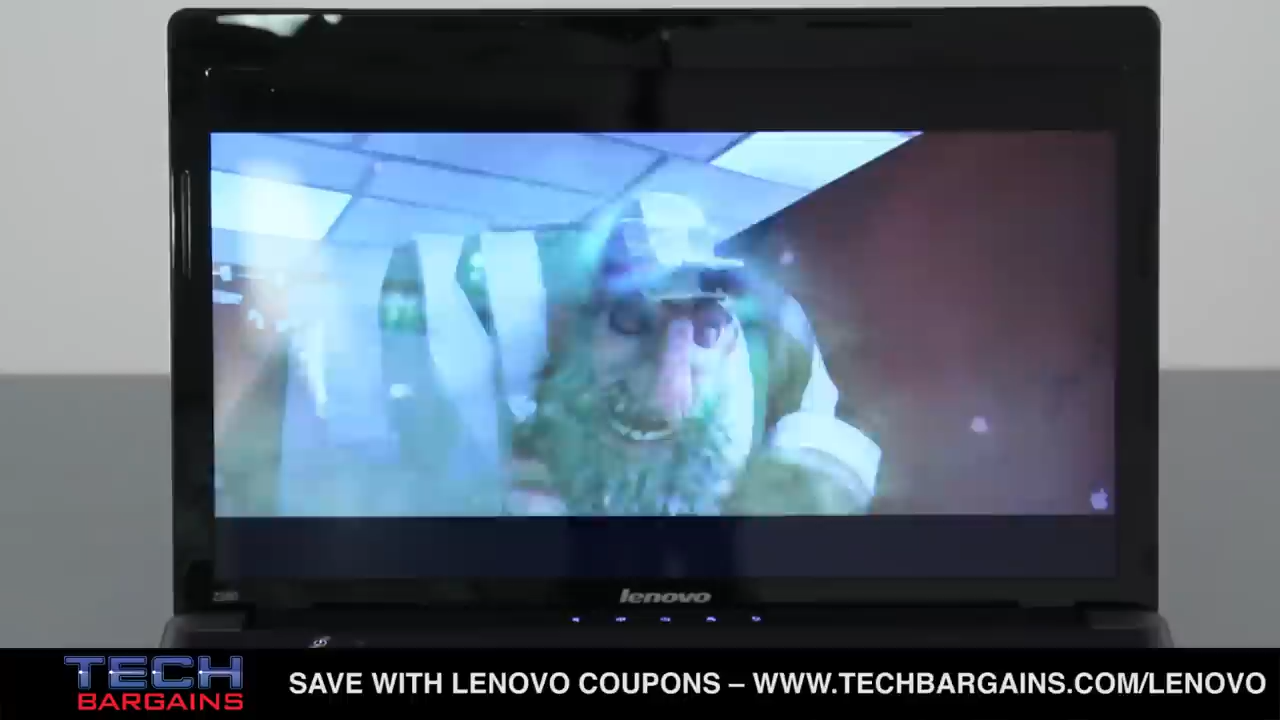 lenovo
TECH
BARGAINS
SAVE WITH LENOVO COUPONS – WWW.TECHBARGAINS.COM/LENOVO